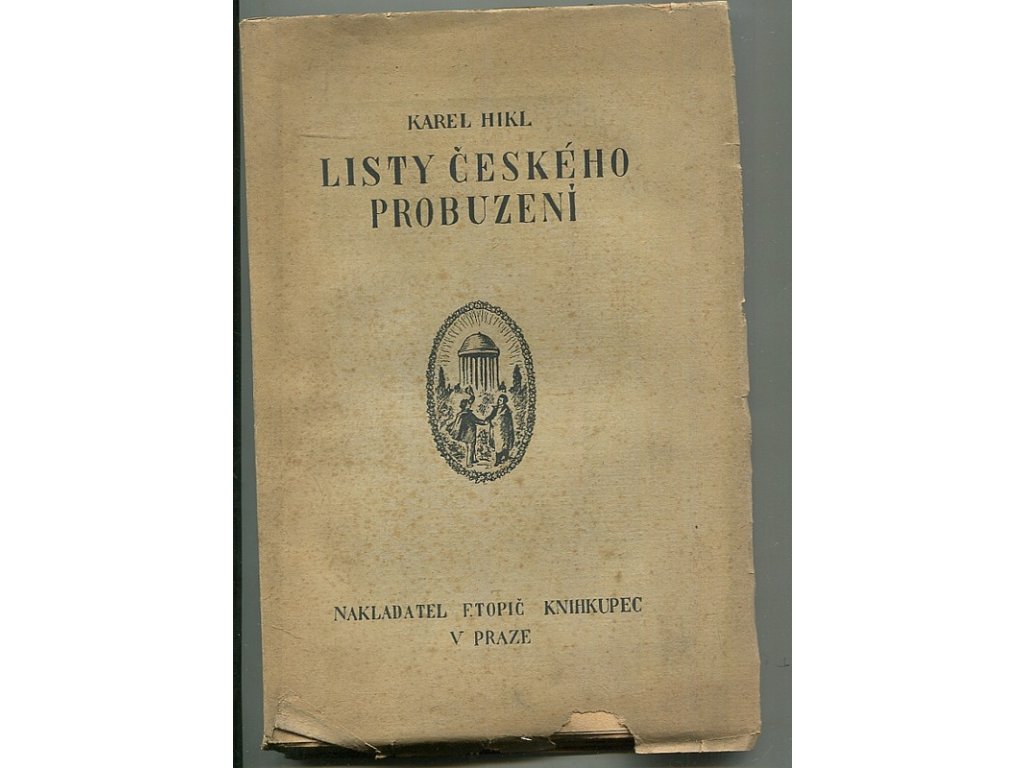 KAREL HIKL
LISTY ČESKÉHO
PROBUZENÍ
NAKLADATEL F. TOPIČ KNIHKUPEC
V PRAZE